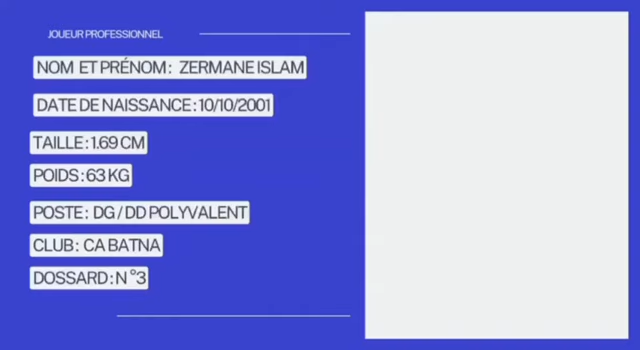 JOUEUR PROFESSIONNEL
NOM ET PRÉNOM : ZERMANE ISLAM
DATE DE NAISSANCE : 10/10/2001
TAILLE : 1.69 CM
POIDS : 63 KG
POSTE : DG / DD POLYVALENT
CLUB : CA BATNA
DOSSARD : N °3